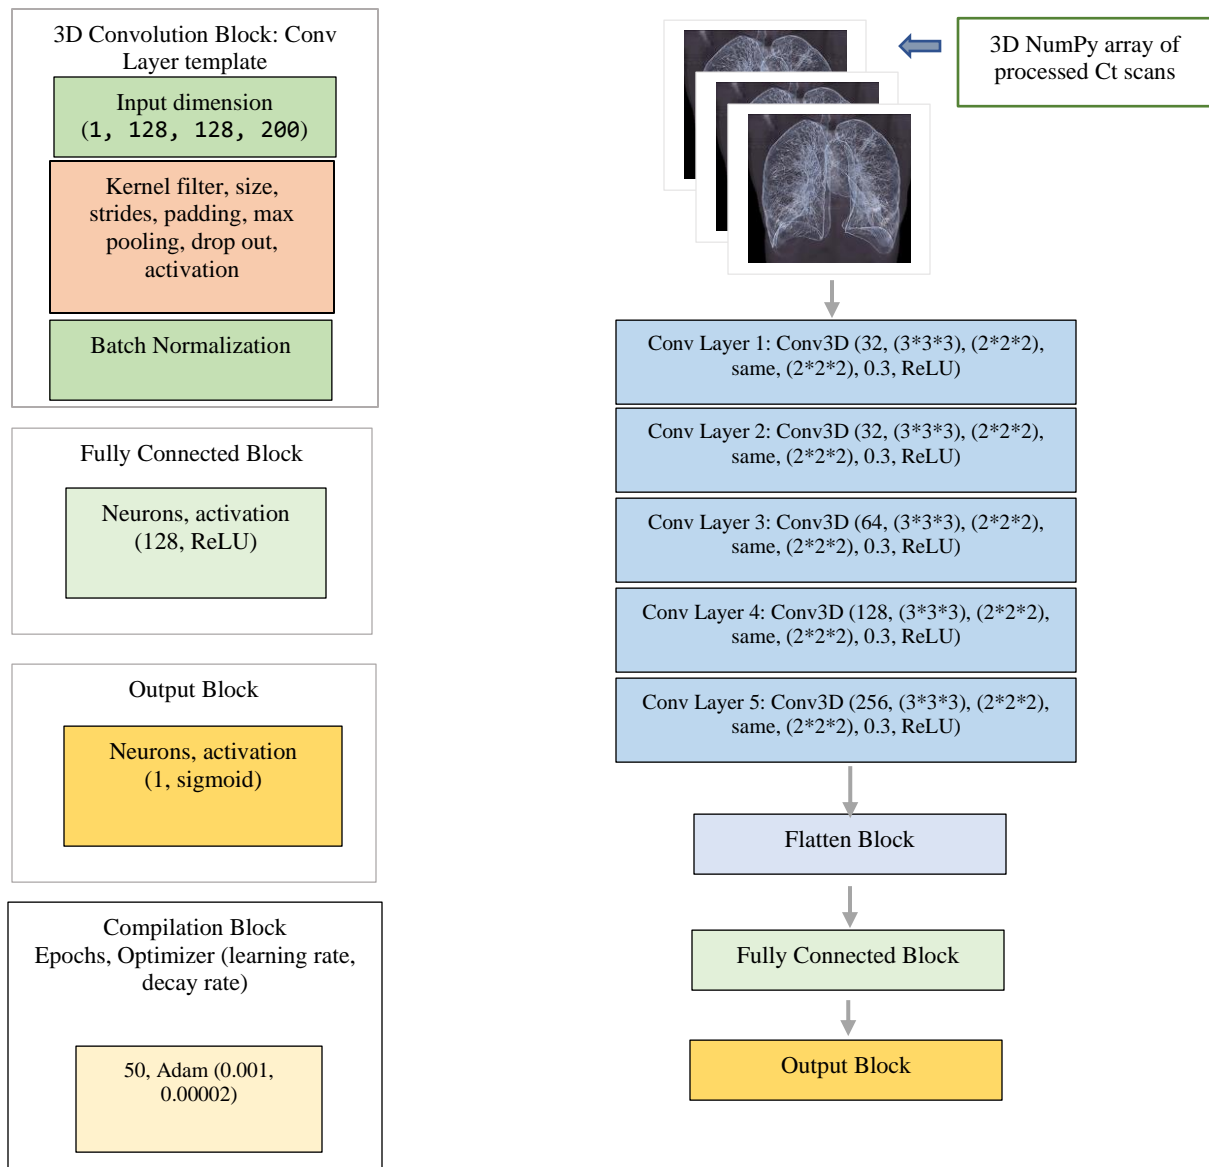 3D Convolution Block: Conv
Layer template
Input dimension
(1, 128, 128, 200)
Kernel filter, size,
strides, padding, max
pooling, drop out,
activation
Batch Normalization
Fully Connected Block
Neurons, activation
(128, ReLU)
Output Block
Neurons, activation
(1, sigmoid)
Compilation Block
Epochs, Optimizer (learning rate,
decay rate)
50, Adam (0.001,
0.00002)
3D NumPy array of
processed Ct scans
Conv Layer 1: Conv3D (32, (3*3*3), (2*2*2),
same, (2*2*2), 0.3, ReLU)
Conv Layer 2: Conv3D (32, (3*3*3), (2*2*2),
same, (2*2*2), 0.3, ReLU)
Conv Layer 3: Conv3D (64, (3*3*3), (2*2*2),
same, (2*2*2), 0.3, ReLU)
Conv Layer 4: Conv3D (128, (3*3*3), (2*2*2),
same, (2*2*2), 0.3, ReLU)
Conv Layer 5: Conv3D (256, (3*3*3), (2*2*2),
same, (2*2*2), 0.3, ReLU)
Flatten Block
Fully Connected Block
Output Block